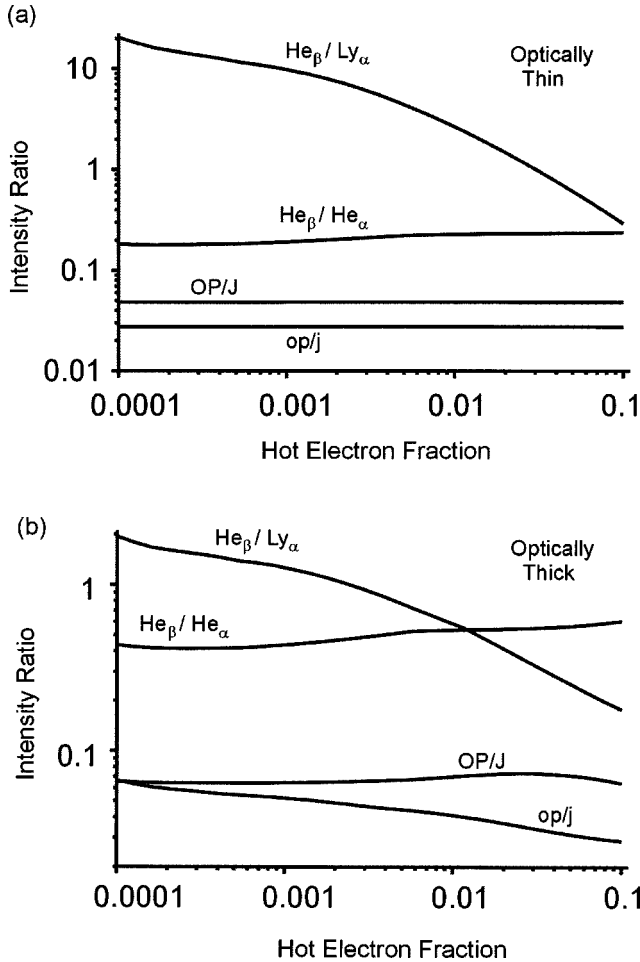 (a)
He_β / Ly_α
Optically
Thin
10
1
0.1
0.01
Intensity Ratio
He_β / He_α
OP/J
op/j
0.0001
0.001
0.01
0.1
Hot Electron Fraction
(b)
He_β / Ly_α
Optically
Thick
1
0.1
Intensity Ratio
He_β / He_α
OP/J
op/j
0.0001
0.001
0.01
0.1
Hot Electron Fraction